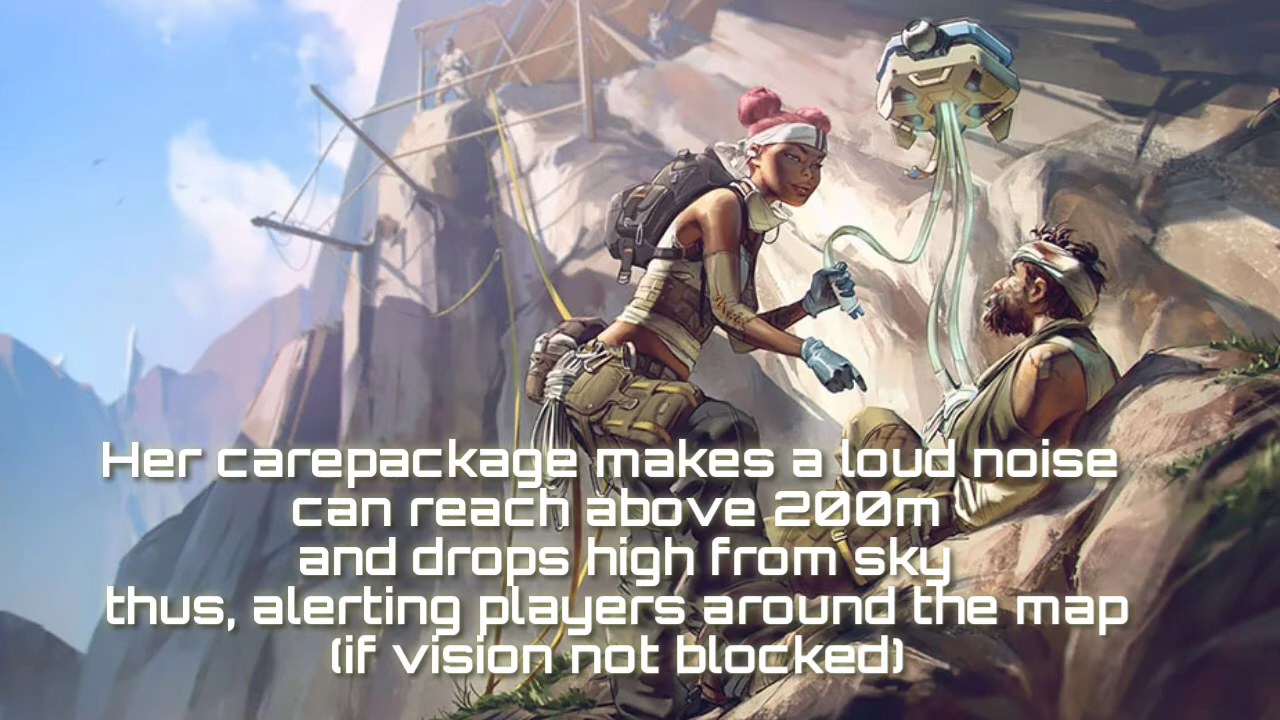 Her carepackage makes a loud noise
can reach above 200m
and drops high from sky
thus, alerting players around the map
(if vision not blocked)